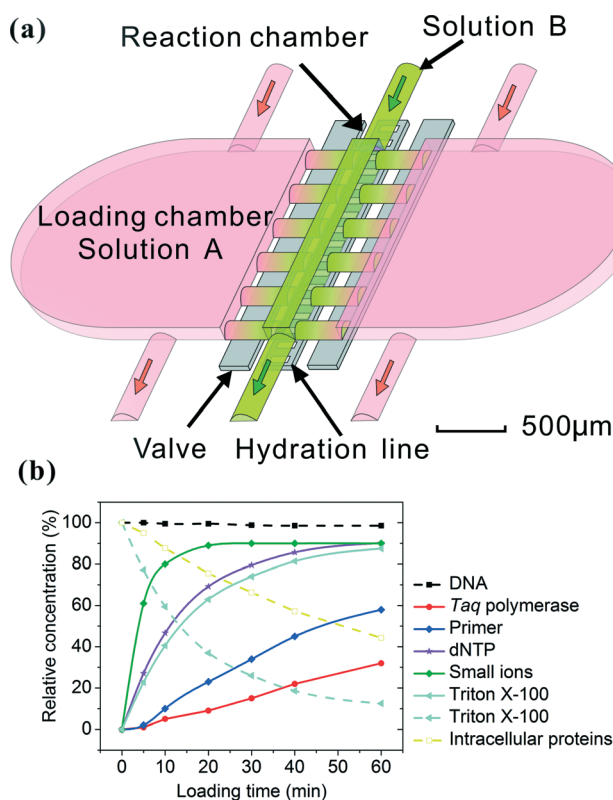 (a)
Reaction chamber
Solution B
Loading chamber
Solution A
Valve
Hydration line
500μm
(b)
Relative concentration (%)
100
80
60
40
20
0
0 10 20 30 40 50 60
Loading time (min)
DNA
Taq polymerase
Primer
dNTP
Small ions
Triton X-100
Triton X-100
Intracellular proteins